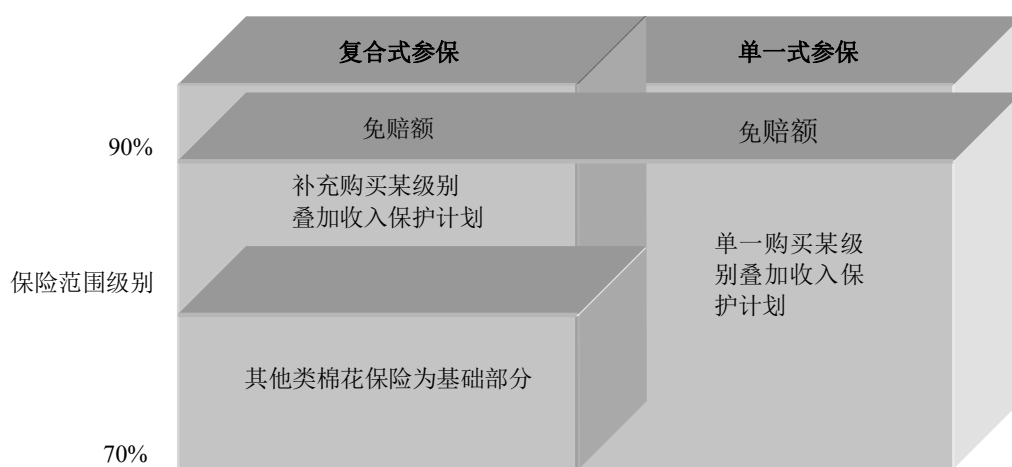 复合式参保
单一式参保
免赔额
免赔额
90%
补充购买某级别
叠加收入保护计划
单一购买某级
别叠加收入保
护计划
保险范围级别
其他类棉花保险为基础部分
70%